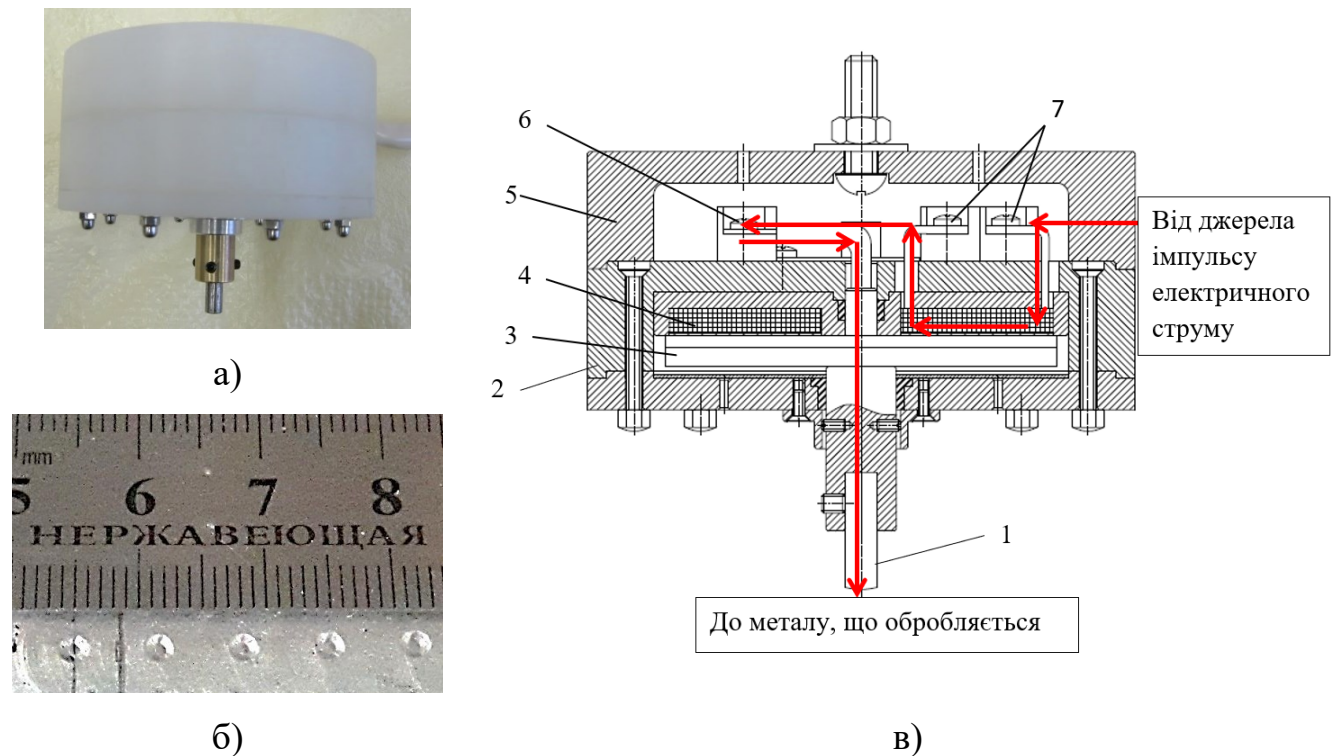 а)
mm
5 6 7 8
НЕРЖАВЕЮЩАЯ
б)
6
7
5
4
3
2
1
Від джерела
імпульсу
електричного
струму
До металу, що обробляється
в)